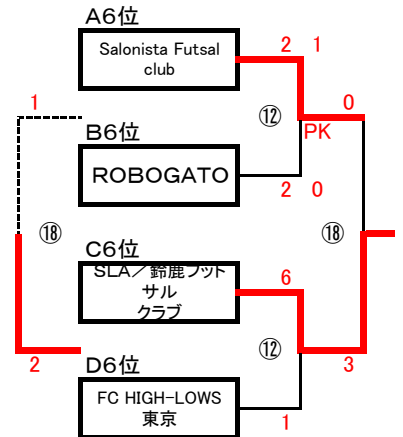 A6位
Salonista Futsal
club
2 1
1
0
⑫
PK
B6位
ROBOGATO
2 0
⑱
⑱
C6位
SLA／鈴鹿フット
サル
クラブ
6
⑫
2
3
D6位
FC HIGH-LOWS
東京
1